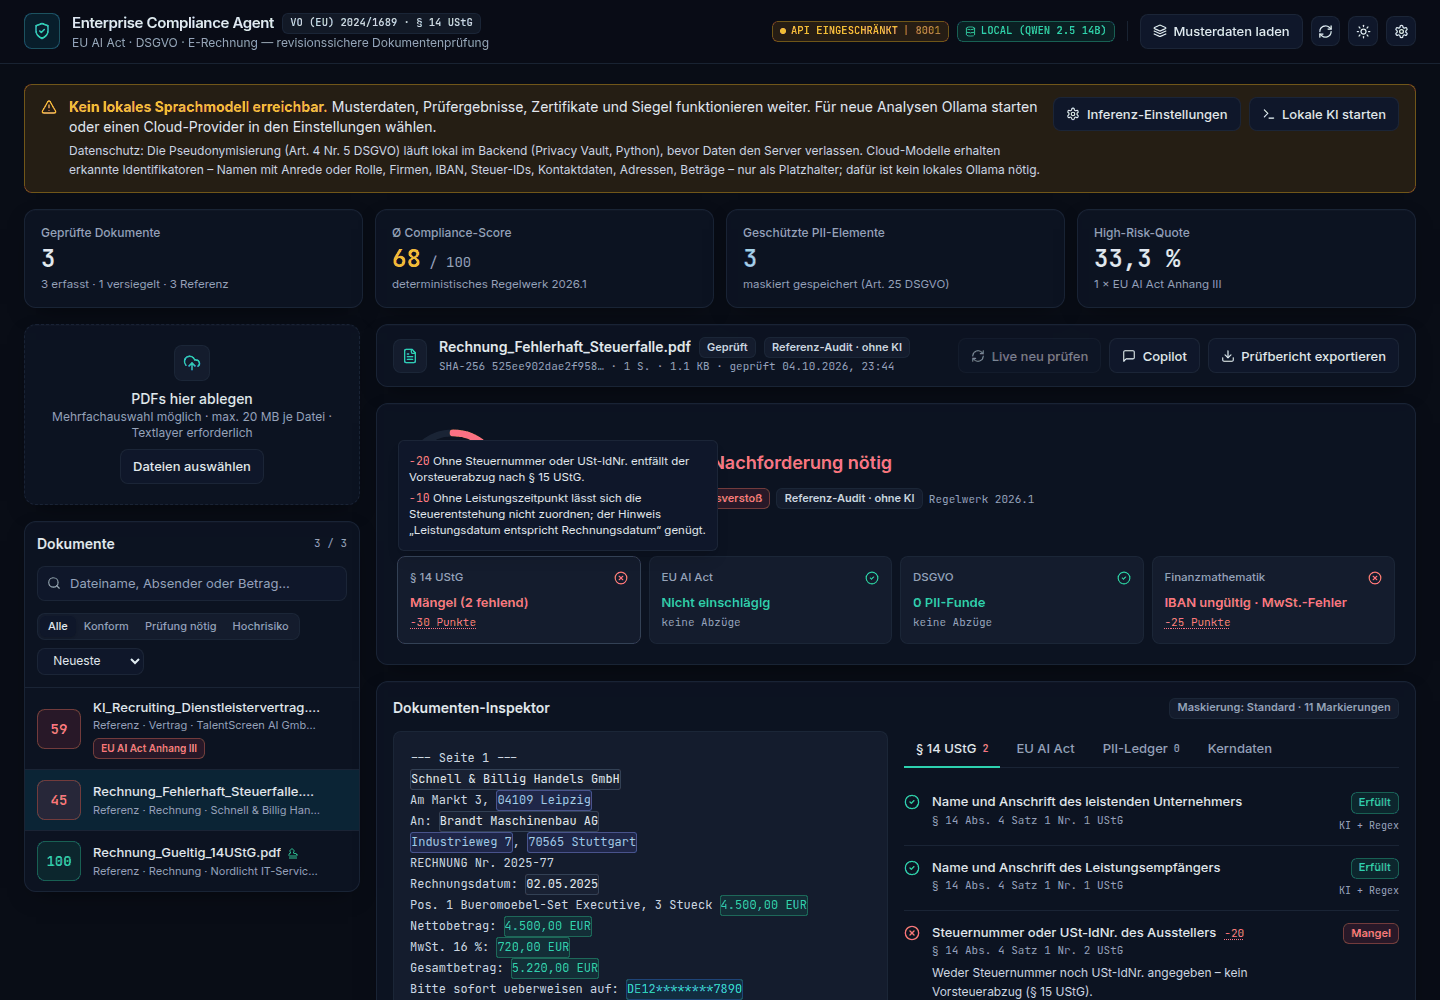 Enterprise Compliance Agent
VO (EU) 2024/1689 · § 14 UStG
EU AI Act · DSGVO · E-Rechnung — revisionssichere Dokumentenprüfung
API EINGESCHRÄNKT | 8001
LOCAL (QWEN 2.5 14B)
Musterdaten laden
Kein lokales Sprachmodell erreichbar. Musterdaten, Prüfergebnisse, Zertifikate und Siegel funktionieren weiter. Für neue Analysen Ollama starten
oder einen Cloud-Provider in den Einstellungen wählen.
Datenschutz: Die Pseudonymisierung (Art. 4 Nr. 5 DSGVO) läuft lokal im Backend (Privacy Vault, Python), bevor Daten den Server verlassen. Cloud-Modelle erhalten
erkannte Identifikatoren – Namen mit Anrede oder Rolle, Firmen, IBAN, Steuer-IDs, Kontaktdaten, Adressen, Beträge – nur als Platzhalter; dafür ist kein lokales Ollama nötig.
Inferenz-Einstellungen
Lokale KI starten
Geprüfte Dokumente
3
3 erfasst · 1 versiegelt · 3 Referenz
Ø Compliance-Score
68 / 100
deterministisches Regelwerk 2026.1
Geschützte PII-Elemente
3
maskiert gespeichert (Art. 25 DSGVO)
High-Risk-Quote
33,3 %
1 × EU AI Act Anhang III
PDFs hier ablegen
Mehrfachauswahl möglich · max. 20 MB je Datei ·
Textlayer erforderlich
Dateien auswählen
Dokumente
3 / 3
Dateiname, Absender oder Betrag...
Alle
Konform
Prüfung nötig
Hochrisiko
Neueste
59
KI_Recruiting_Dienstleistervertrag....
Referenz · Vertrag · TalentScreen AI Gmb...
EU AI Act Anhang III
45
Rechnung_Fehlerhaft_Steuerfalle....
Referenz · Rechnung · Schnell & Billig Han...
100
Rechnung_Gueltig_14UStG.pdf
Referenz · Rechnung · Nordlicht IT-Servic...
Rechnung_Fehlerhaft_Steuerfalle.pdf
Geprüft
Referenz-Audit · ohne KI
SHA-256 525ee902dae2f958… · 1 S. · 1.1 KB · geprüft 04.10.2026, 23:44
Live neu prüfen
Copilot
Prüfbericht exportieren
-20 Ohne Steuernummer oder USt-IdNr. entfällt der
Vorsteuerabzug nach § 15 UStG.
-10 Ohne Leistungszeitpunkt lässt sich die
Steuerentstehung nicht zuordnen; der Hinweis
„Leistungsdatum entspricht Rechnungsdatum“ genügt.
Nachforderung nötig
sverstoß
Referenz-Audit · ohne KI
Regelwerk 2026.1
§ 14 UStG
Mängel (2 fehlend)
-30 Punkte
EU AI Act
Nicht einschlägig
keine Abzüge
DSGVO
0 PII-Funde
keine Abzüge
Finanzmathematik
IBAN ungültig · MwSt.-Fehler
-25 Punkte
Dokumenten-Inspektor
Maskierung: Standard · 11 Markierungen
--- Seite 1 ---
Schnell & Billig Handels GmbH
Am Markt 3, 04109 Leipzig
An: Brandt Maschinenbau AG
Industrieweg 7, 70565 Stuttgart
RECHNUNG Nr. 2025-77
Rechnungsdatum: 02.05.2025
Pos. 1 Bueromoebel-Set Executive, 3 Stueck 4.500,00 EUR
Nettobetrag: 4.500,00 EUR
MwSt. 16 %: 720,00 EUR
Gesamtbetrag: 5.220,00 EUR
Bitte sofort ueberweisen auf: DE12********7890
§ 14 UStG 2
EU AI Act
PII-Ledger 0
Kerndaten
Name und Anschrift des leistenden Unternehmers
§ 14 Abs. 4 Satz 1 Nr. 1 UStG
Erfüllt
KI + Regex
Name und Anschrift des Leistungsempfängers
§ 14 Abs. 4 Satz 1 Nr. 1 UStG
Erfüllt
KI + Regex
Steuernummer oder USt-IdNr. des Ausstellers -20
§ 14 Abs. 4 Satz 1 Nr. 2 UStG
Mangel
Weder Steuernummer noch USt-IdNr. angegeben – kein
Vorsteuerabzug (§ 15 UStG).